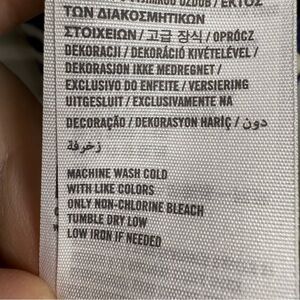 ΤΩΝ ΔΙΑΚΟΣΜΗΤΙΚΩΝ
ΣΤΟΙΧΕΙΩΝ / 고급 장식 / OPRÓCZ
DEKORACJI / DEKORÁCIÓ KIVÉTELÉVEL /
DEKORASJON IKKE MEDREGNET /
EXCLUSIVO DO ENFEITE / VERSIERING
UITGESLUIT / EXCLUSIVAMENTE NA
DECORAÇÃO / DEKORASYON HARİÇ / دون
زخرفة
MACHINE WASH COLD
WITH LIKE COLORS
ONLY NON-CHLORINE BLEACH
TUMBLE DRY LOW
LOW IRON IF NEEDED